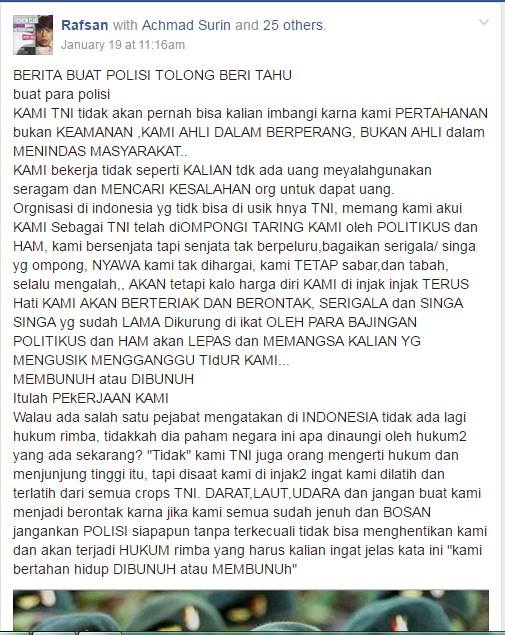 Rafsan with Achmad Surin and 25 others.
January 19 at 11:16am
BERITA BUAT POLISI TOLONG BERI TAHU
buat para polisi
KAMI TNI tidak akan pernah bisa kalian imbangi karna kami PERTAHANAN
bukan KEAMANAN ,KAMI AHLI DALAM BERPERANG, BUKAN AHLI dalam
MENINDAS MASYARAKAT..
KAMI bekerja tidak seperti KALIAN tdk ada uang meyalahgunakan
seragam dan MENCARI KESALAHAN org untuk dapat uang.
Orgnisasi di indonesia yg tidk bisa di usik hnya TNI, memang kami akui
KAMI Sebagai TNI telah diOMPONGI TARING KAMI oleh POLITIKUS dan
HAM, kami bersenjata tapi senjata tak berpeluru,bagaikan serigala/ singa
yg ompong, NYAWA kami tak dihargai, kami TETAP sabar,dan tabah,
selalu mengalah,, AKAN tetapi kalo harga diri KAMI di injak injak TERUS
Hati KAMI AKAN BERTERIAK DAN BERONTAK, SERIGALA dan SINGA
SINGA yg sudah LAMA Dikurung di ikat OLEH PARA BAJINGAN
POLITIKUS dan HAM akan LEPAS dan MEMANGSA KALIAN YG
MENGUSIK MENGGANGGU TIdUR KAMI...
MEMBUNUH atau DIBUNUH
Itulah PEkERJAAN KAMI
Walau ada salah satu pejabat mengatakan di INDONESIA tidak ada lagi
hukum rimba, tidakkah dia paham negara ini apa dinaungi oleh hukum2
yang ada sekarang? "Tidak" kami TNI juga orang mengerti hukum dan
menjunjung tinggi itu, tapi disaat kami di injak2 ingat kami dilatih dan
terlatih dari semua crops TNI. DARAT,LAUT,UDARA dan jangan buat kami
menjadi berontak karna jika kami semua sudah jenuh dan BOSAN
jangankan POLISI siapapun tanpa terkecuali tidak bisa menghentikan kami
dan akan terjadi HUKUM rimba yang harus kalian ingat jelas kata ini "kami
bertahan hidup DIBUNUH atau MEMBUNUh"